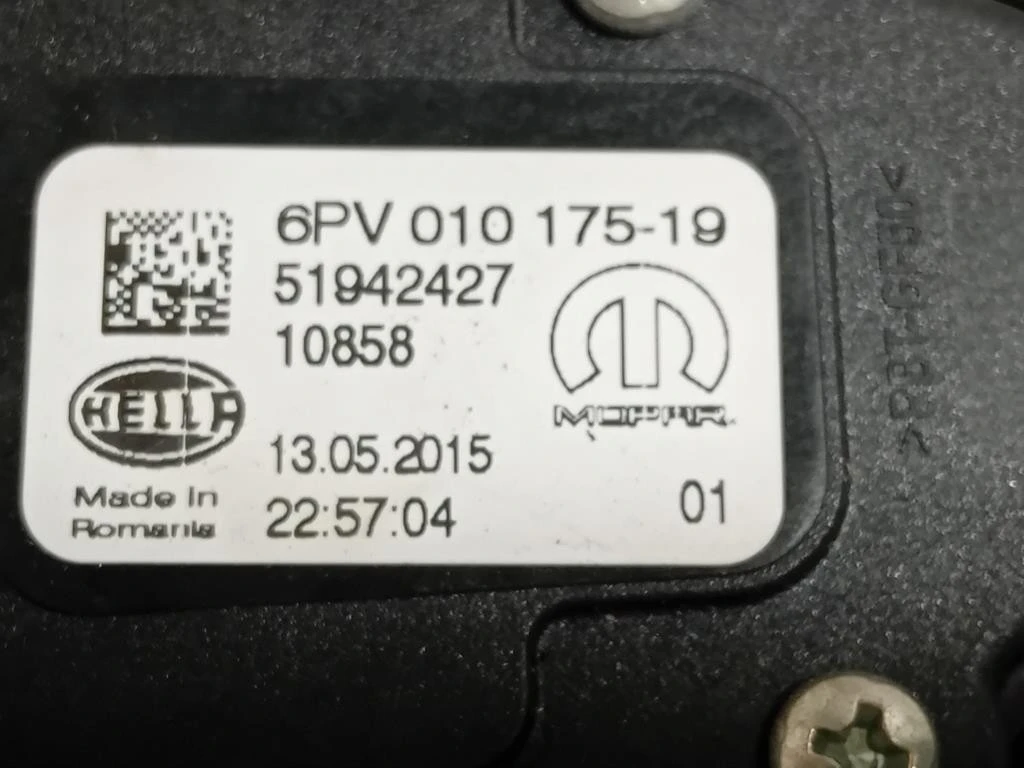 6PV 010 175-19
51942427
10858
HELLA
MOPAR
13.05.2015
Made in
Romania
22:57:04
01